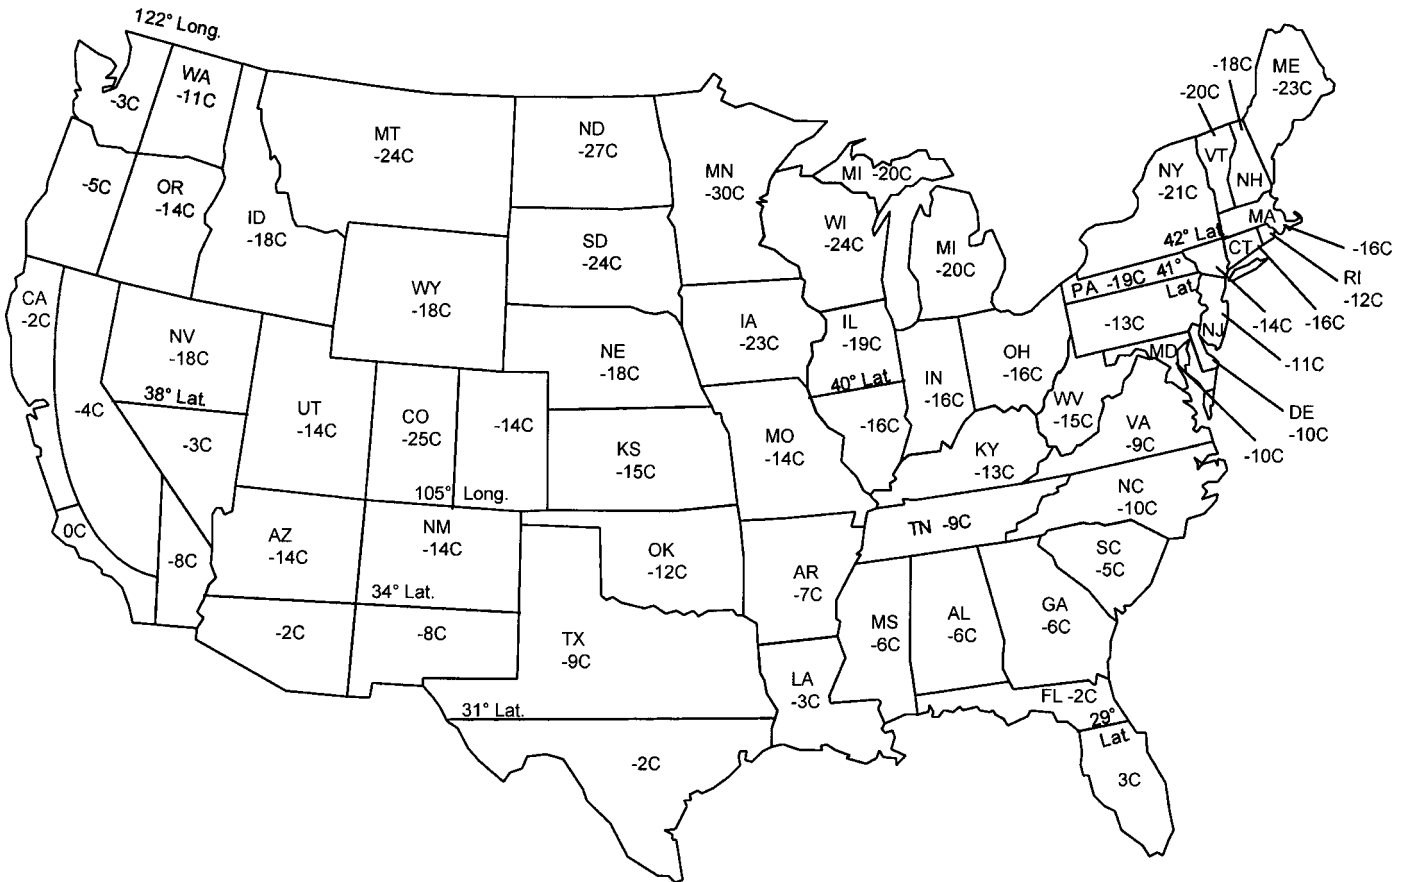 122° Long.
WA
-11C
-3C
-5C
OR
-14C
ID
-18C
MT
-24C
ND
-27C
MN
-30C
SD
-24C
WY
-18C
CA
-2C
NV
-18C
38° Lat.
-4C
-3C
0C
-8C
UT
-14C
CO
-25C
-14C
105° Long.
NE
-18C
KS
-15C
IA
-23C
WI
-24C
MI -20C
MI
-20C
IL
-19C
40° Lat.
-16C
IN
-16C
OH
-16C
MO
-14C
KY
-13C
WV
-15C
VA
-9C
NC
-10C
TN -9C
SC
-5C
AZ
-14C
-2C
NM
-14C
34° Lat.
-8C
OK
-12C
TX
-9C
31° Lat.
-2C
AR
-7C
LA
-3C
MS
-6C
AL
-6C
GA
-6C
FL -2C
29°
Lat
3C
PA -19C 41°
Lat.
-13C
42° Lat.
NY
-21C
-20C
VT
-18C
NH
ME
-23C
MA
-16C
CT
RI
-12C
-16C
-14C
NJ
-11C
MD
DE
-10C
-10C